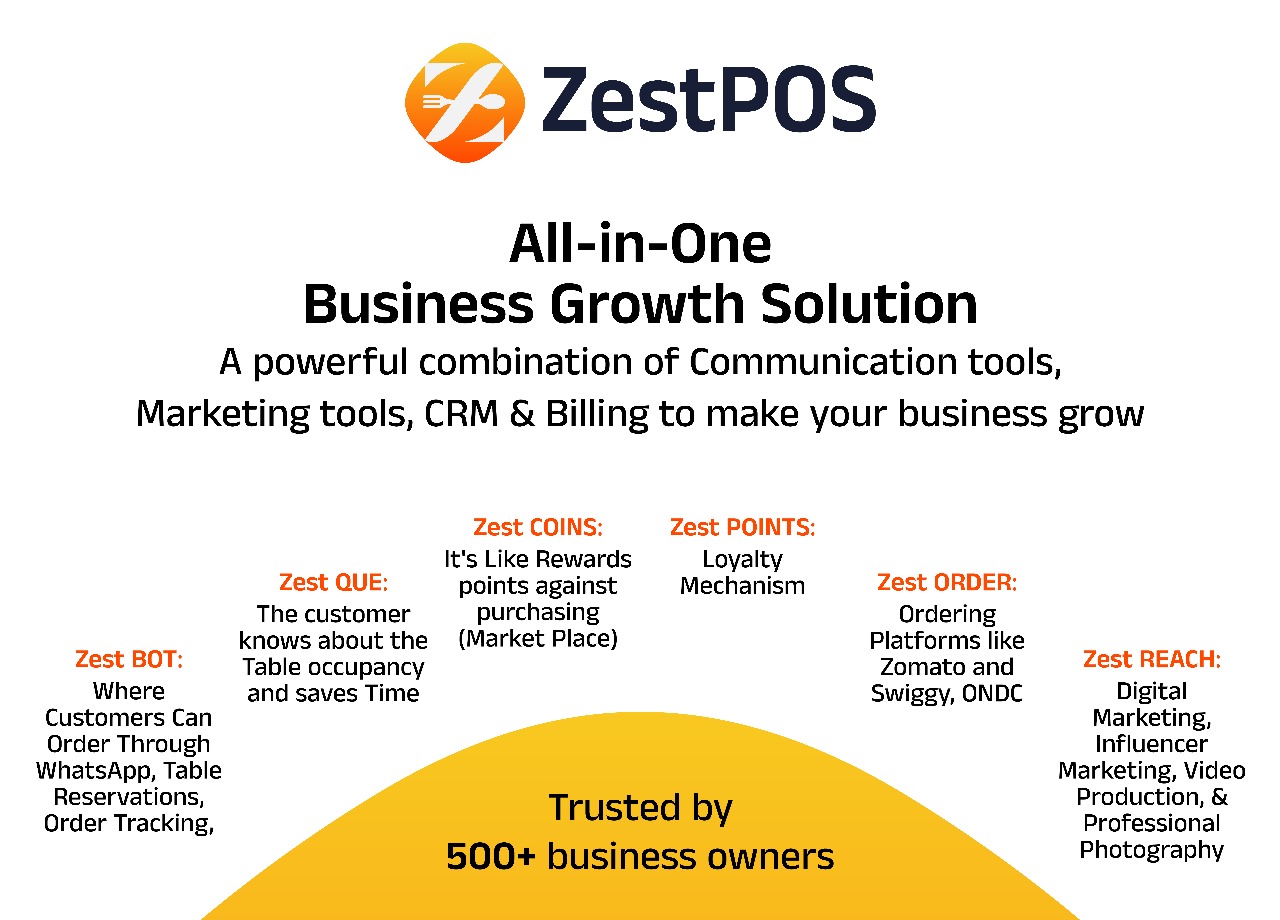 ZestPOS
All-in-One
Business Growth Solution
A powerful combination of Communication tools,
Marketing tools, CRM & Billing to make your business grow
Zest BOT:
Where
Customers Can
Order Through
WhatsApp, Table
Reservations,
Order Tracking,
Zest QUE:
The customer
knows about the
Table occupancy
and saves Time
Zest COINS:
It's Like Rewards
points against
purchasing
(Market Place)
Zest POINTS:
Loyalty
Mechanism
Zest ORDER:
Ordering
Platforms like
Zomato and
Swiggy, ONDC
Zest REACH:
Digital
Marketing,
Influencer
Marketing, Video
Production, &
Professional
Photography
Trusted by
500+ business owners